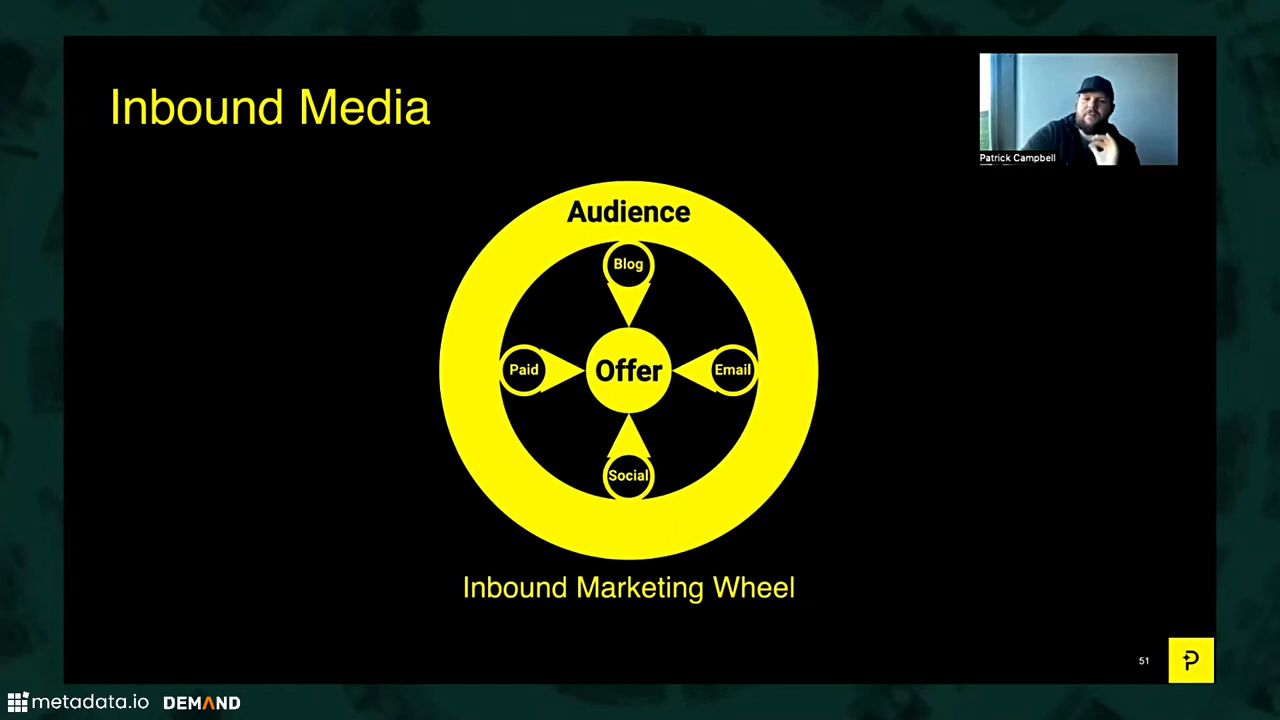 Inbound Media
Patrick Campbell
Audience
Blog
Paid
Offer
Email
Social
Inbound Marketing Wheel
51
P
metadata.io
DEMAND